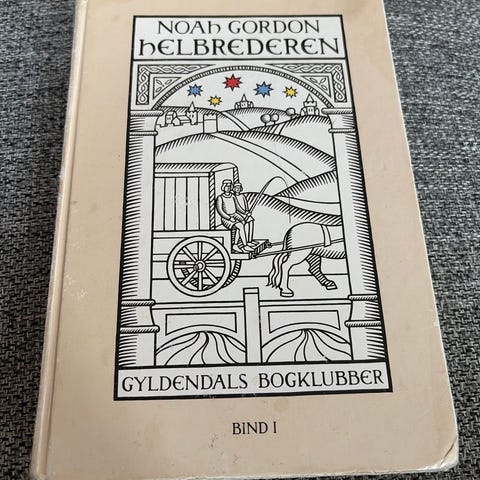 NOAH GORDON
HELBREDEREN
GYLDENDALS BOGKLUBBER
BIND I